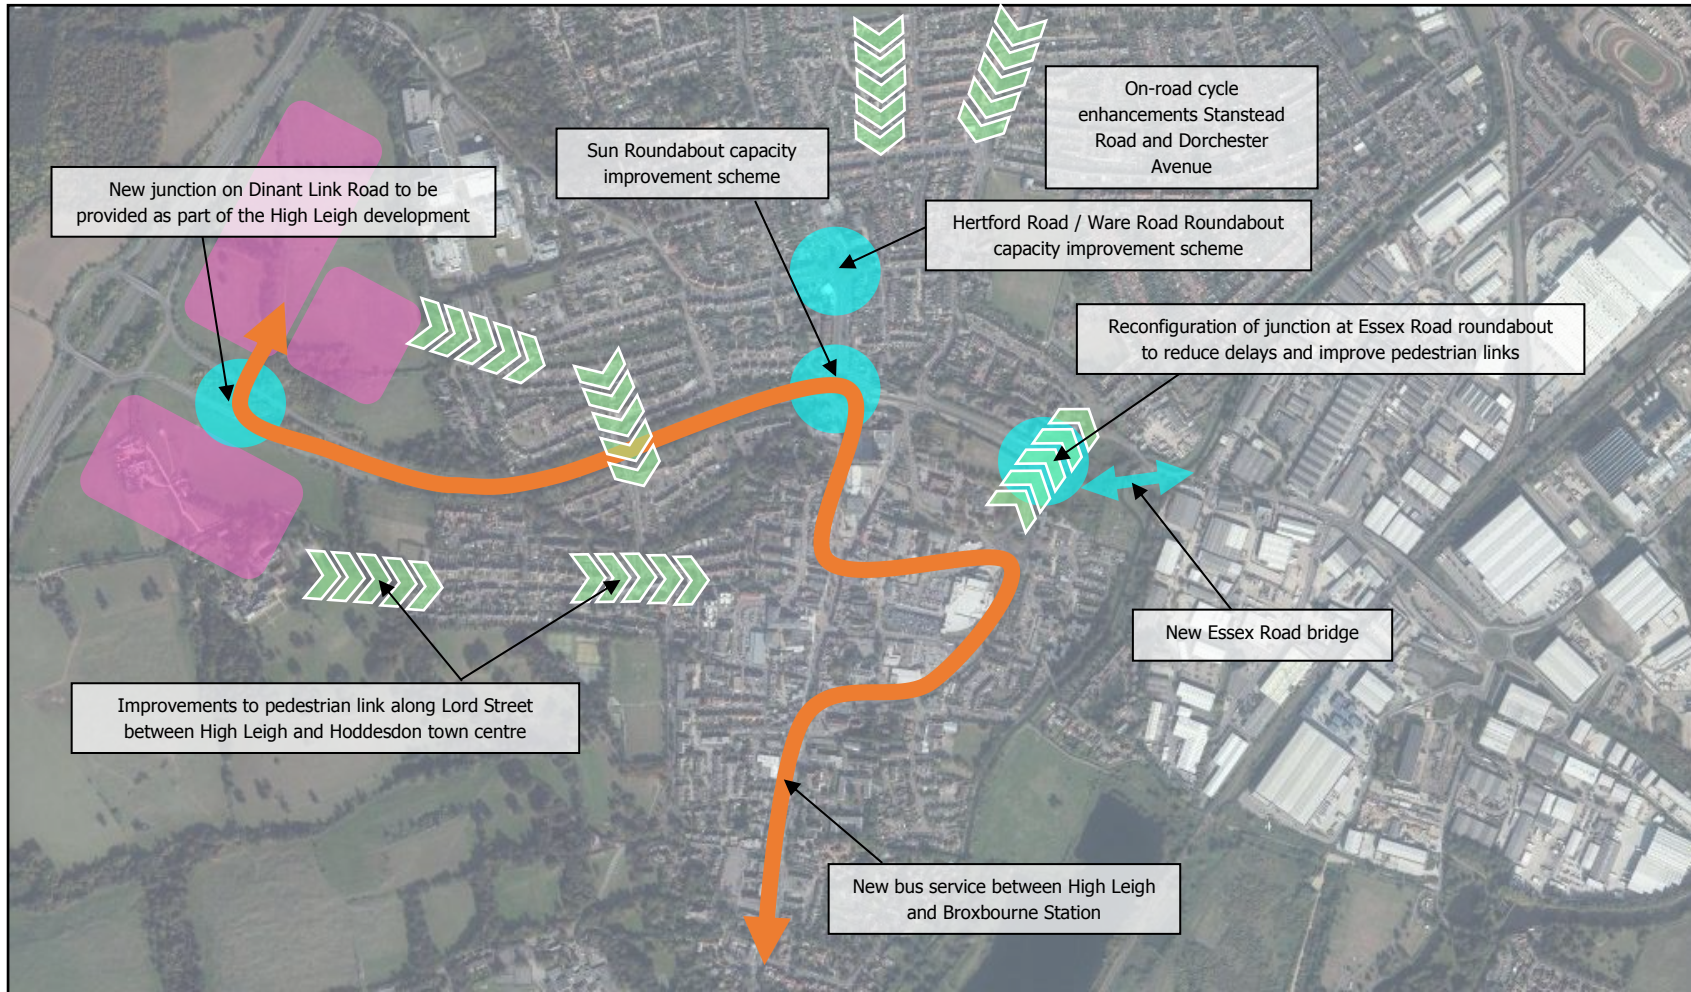 On-road cycle
enhancements Stanstead
Road and Dorchester
Avenue
Sun Roundabout capacity
improvement scheme
New junction on Dinant Link Road to be
provided as part of the High Leigh development
Hertford Road / Ware Road Roundabout
capacity improvement scheme
Reconfiguration of junction at Essex Road roundabout
to reduce delays and improve pedestrian links
New Essex Road bridge
Improvements to pedestrian link along Lord Street
between High Leigh and Hoddesdon town centre
New bus service between High Leigh
and Broxbourne Station